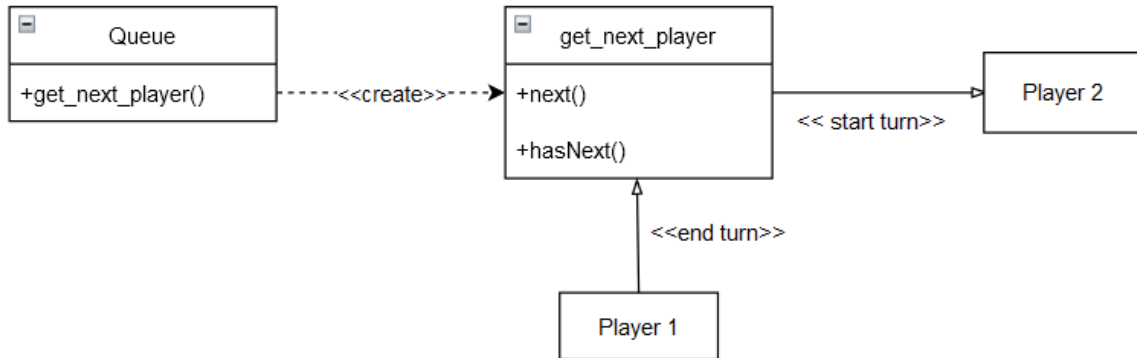 Queue
+get_next_player()
<<create>>
get_next_player
+next()
+hasNext()
<< start turn>>
Player 2
<<end turn>>
Player 1